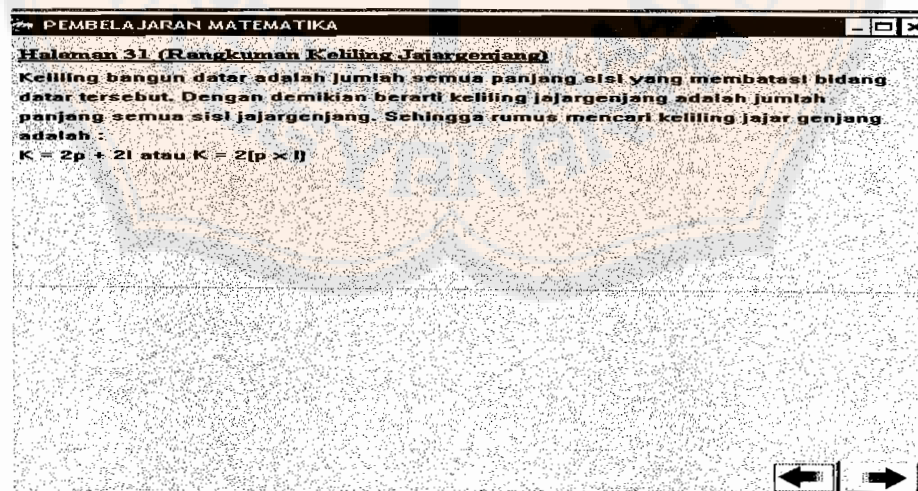 PEMBELAJARAN MATEMATIKA
Halaman 31 (Rangkuman Keliling Jajargenjang)
Keliling bangun datar adalah jumlah semua panjang sisi yang membatasi bidang
datar tersebut. Dengan demikian berarti keliling jajargenjang adalah jumlah
panjang semua sisi jajargenjang. Sehingga rumus mencari keliling jajar genjang
adalah :
K = 2p + 2l atau K = 2(p x l)